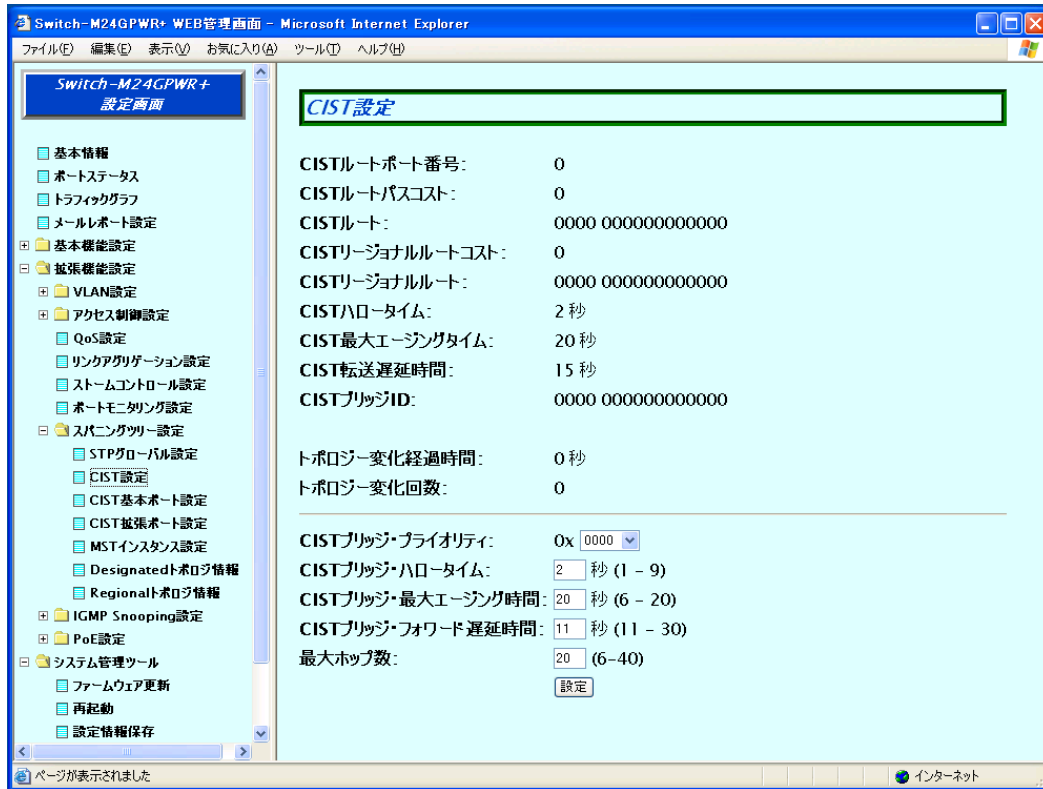 Switch-M24GPWR+ WEB管理画面 - Microsoft Internet Explorer
ファイル(F) 編集(E) 表示(V) お気に入り(A) ツール(T) ヘルプ(H)
Switch-M24GPWR+
設定画面
基本情報
ポートステータス
トラフィックグラフ
メールレポート設定
基本機能設定
拡張機能設定
VLAN設定
アクセス制御設定
QoS設定
リンクアグリゲーション設定
ストームコントロール設定
ポートモニタリング設定
スパニングツリー設定
STPグローバル設定
CIST設定
CIST基本ポート設定
CIST拡張ポート設定
MSTインスタンス設定
Designatedトポロジ情報
Regionalトポロジ情報
IGMP Snooping設定
PoE設定
システム管理ツール
ファームウェア更新
再起動
設定情報保存
CIST設定
CISTルートポート番号: 0
CISTルートパスコスト: 0
CISTルート: 0000 000000000000
CISTリージョナルルートコスト: 0
CISTリージョナルルート: 0000 000000000000
CISTハロータイム: 2 秒
CIST最大エージングタイム: 20 秒
CIST転送遅延時間: 15 秒
CISTブリッジID: 0000 000000000000
トポロジー変化経過時間: 0 秒
トポロジー変化回数: 0
CISTブリッジ・プライオリティ: 0x 0000
CISTブリッジ・ハロータイム: 2 秒 (1 - 9)
CISTブリッジ・最大エージング時間: 20 秒 (6 - 20)
CISTブリッジ・フォワード遅延時間: 11 秒 (11 - 30)
最大ホップ数: 20 (6-40)
設定
ページが表示されました
インターネット